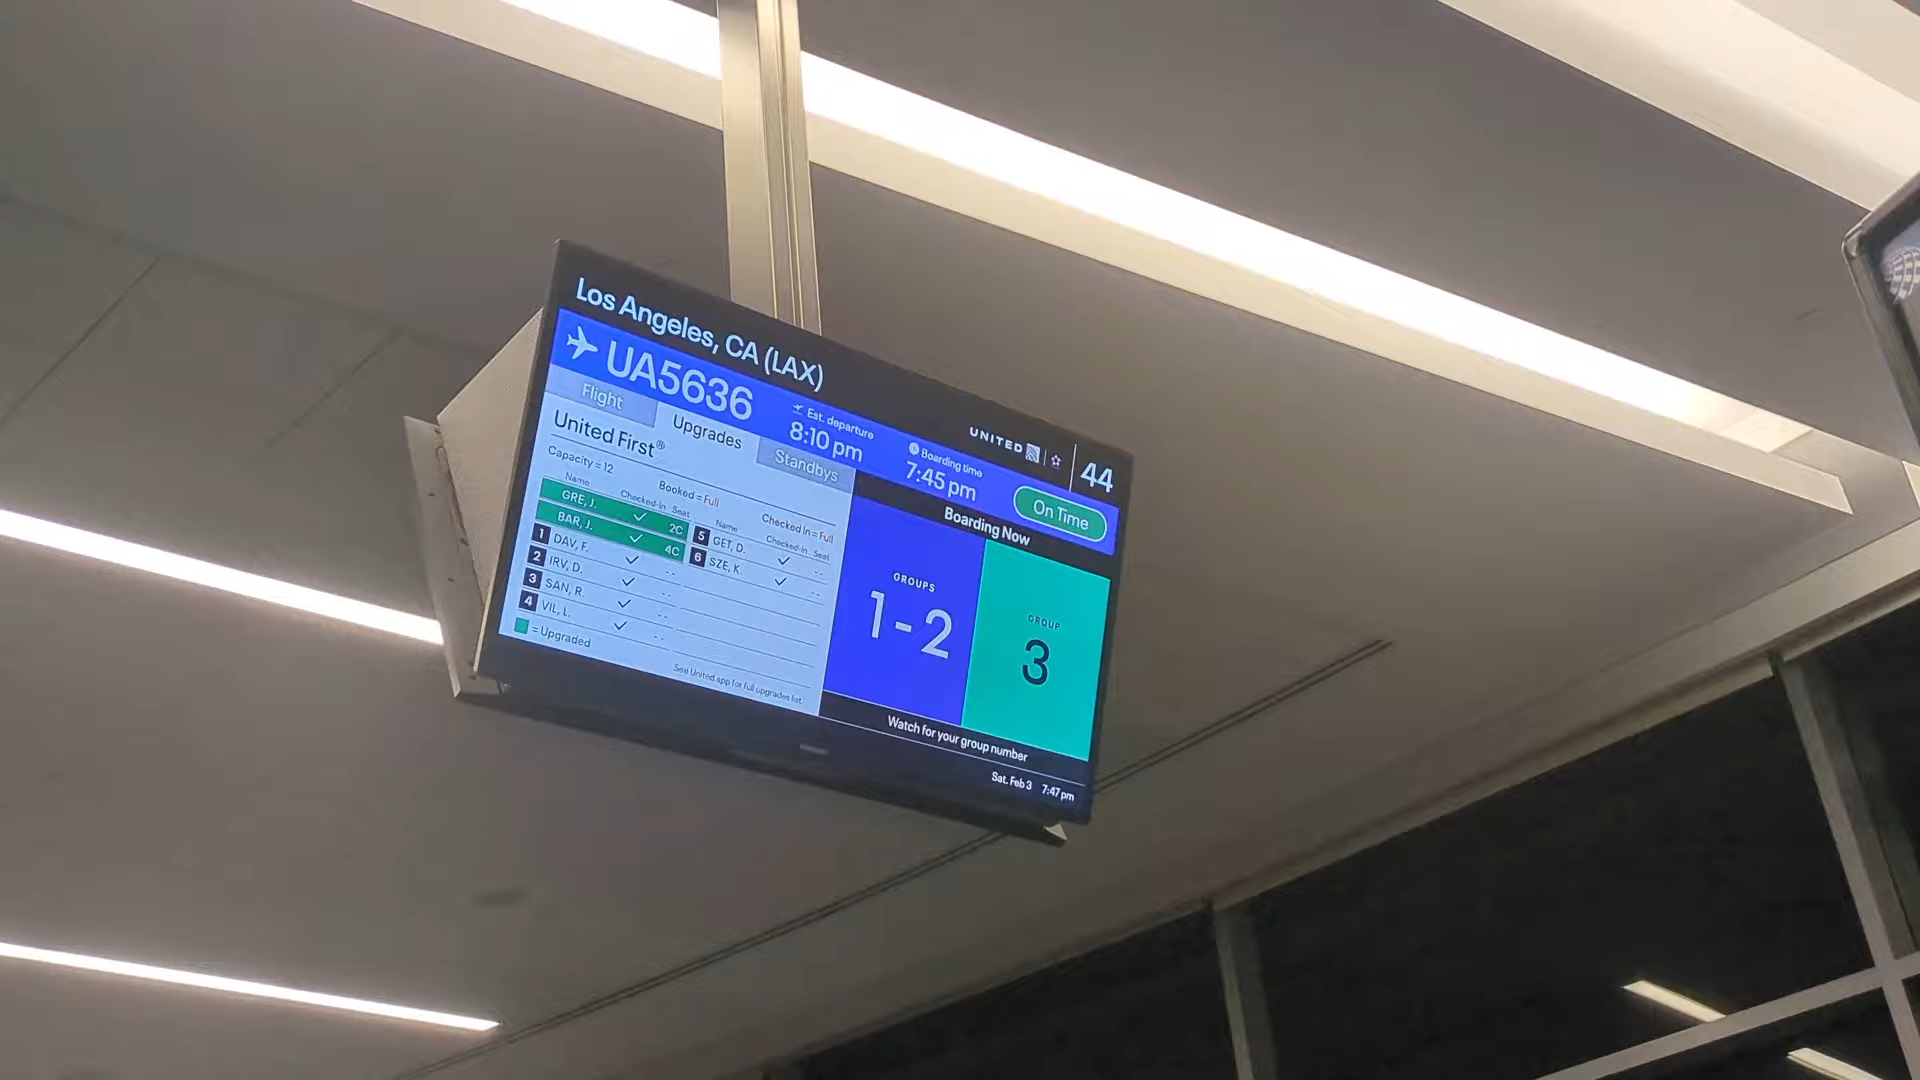 Los Angeles, CA (LAX)
UNITED
44
UA5636
Est. departure
8:10 pm
Boarding time
7:45 pm
On Time
Flight
Upgrades
Standbys
United First®
Capacity = 12
Booked = Full
Checked In = Full
Name Checked-In Seat
GRE, J. ✓ 2C
BAR, J. ✓ 4C
1 DAV, F. ✓ --
2 IRV, D. ✓ --
3 SAN, R. ✓ --
4 VIL, L. ✓ --
Name Checked-In Seat
5 GET, D. ✓ --
6 SZE, K. ✓ --
= Upgraded
See United app for full upgrades list
Boarding Now
GROUPS
1-2
GROUP
3
Watch for your group number
Sat. Feb 3 7:47 pm